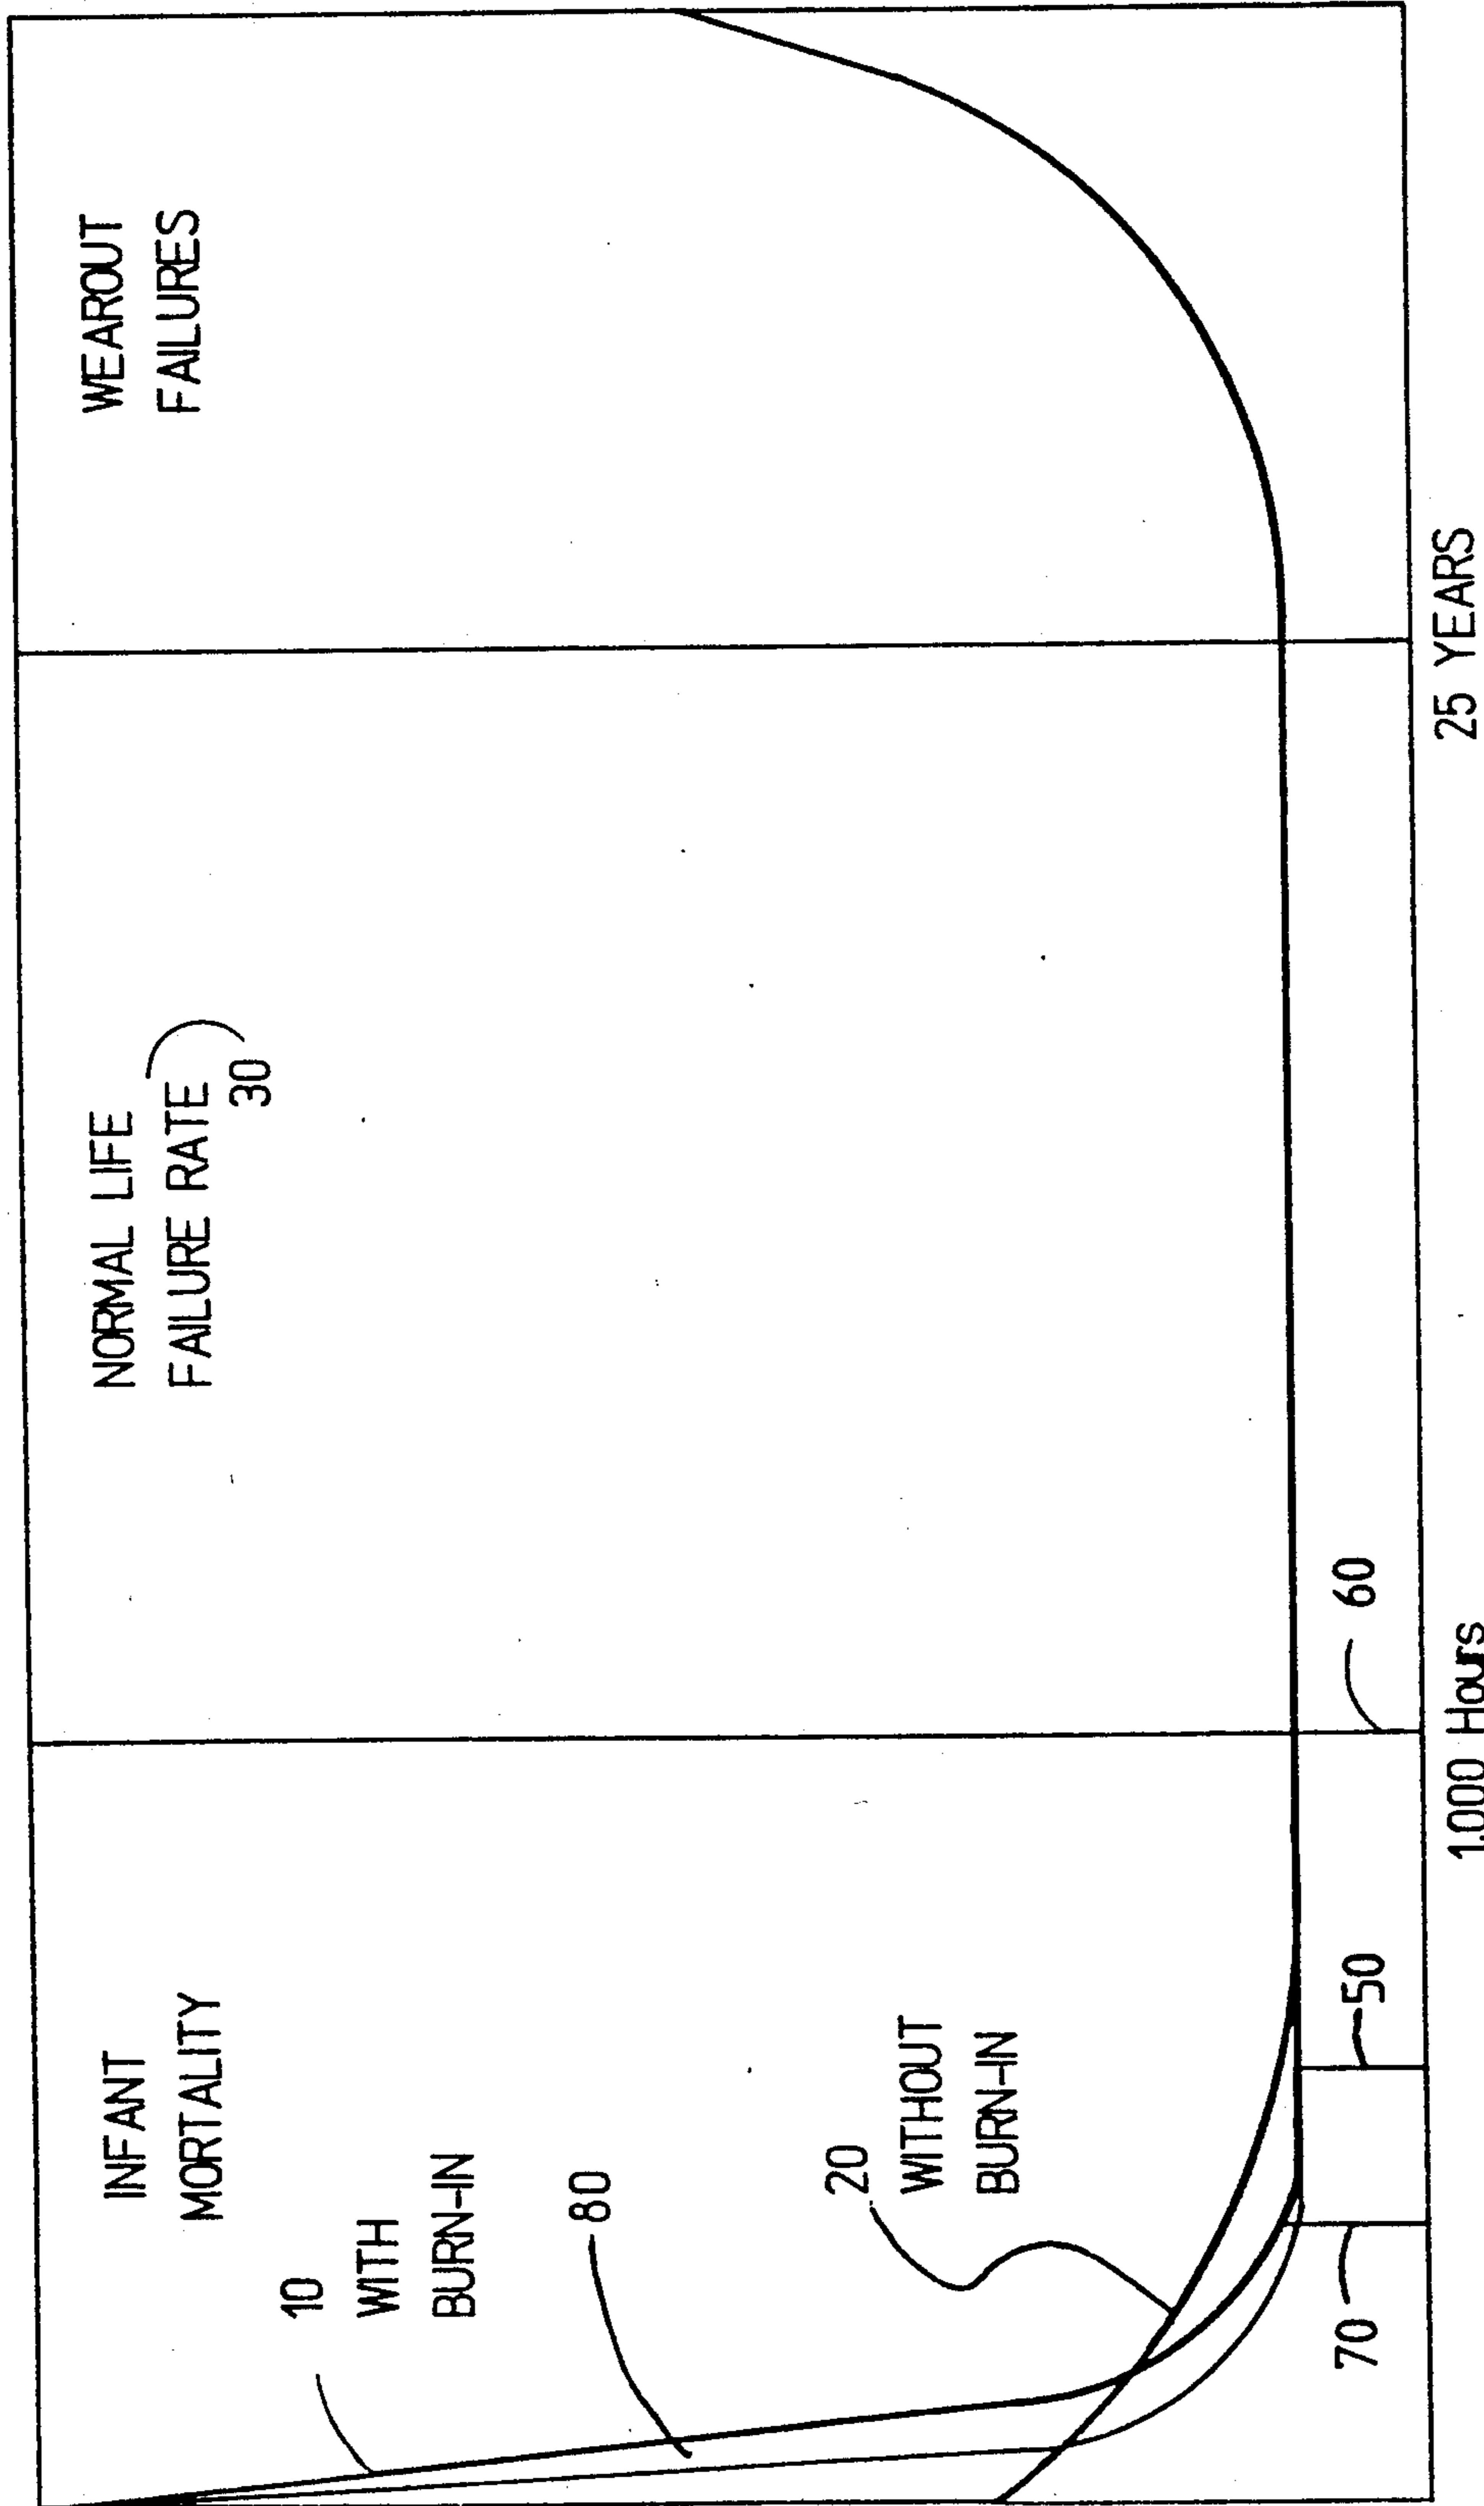 INFANT
MORTALITY
10
WITH
BURN-IN
80
20
WITHOUT
BURN-IN
70
50
60
NORMAL LIFE
FAILURE RATE
30
WEAROUT
FAILURES
1.000 Hours
25 YEARS